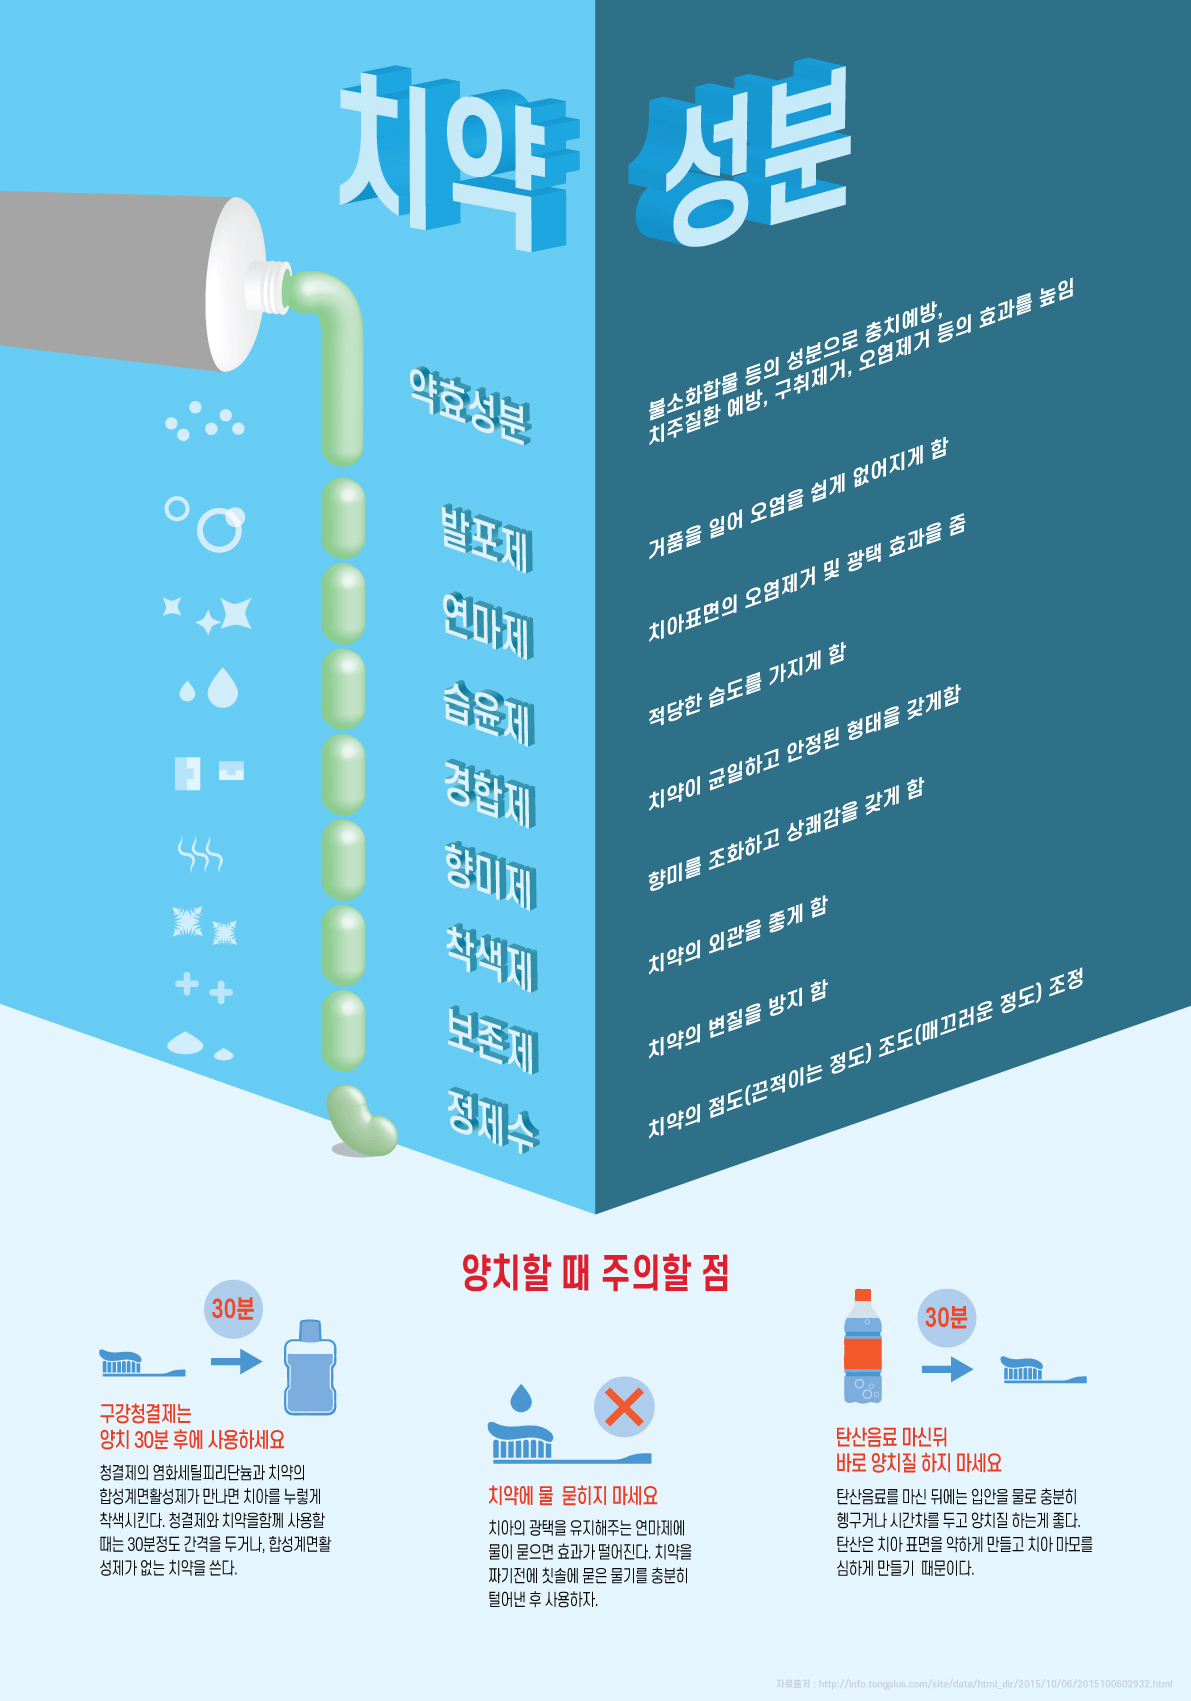 치약 성분
약효성분
불소화합물 등의 성분으로 충치예방,
치주질환 예방, 구취제거, 오염제거 등의 효과를 높임
발포제
거품을 일어 오염을 쉽게 없어지게 함
연마제
치아표면의 오염제거 및 광택 효과을 줌
습윤제
적당한 습도를 가지게 함
경합제
치약이 균일하고 안정된 형태을 갖게함
향미제
향미를 조화하고 상쾌감을 갖게 함
착색제
치약의 외관을 좋게 함
보존제
치약의 변질을 방지 함
정제수
치약의 점도(끈적이는 정도) 조도(매끄러운 정도) 조정
양치할 때 주의할 점
30분
구강청결제는
양치 30분 후에 사용하세요
청결제의 염화세틸피리단늄과 치약의
합성계면활성제가 만나면 치아를 누렇게
착색시킨다. 청결제와 치약을함께 사용할
때는 30분정도 간격을 두거나, 합성계면활
성제가 없는 치약을 쓴다.
치약에 물 묻히지 마세요
치아의 광택을 유지해주는 연마제에
물이 묻으면 효과가 떨어진다. 치약을
짜기전에 칫솔에 묻은 물기를 충분히
털어낸 후 사용하자.
30분
탄산음료 마신뒤
바로 양치질 하지 마세요
탄산음료를 마신 뒤에는 입안을 물로 충분히
헹구거나 시간차를 두고 양치질 하는게 좋다.
탄산은 치아 표면을 약하게 만들고 치아 마모를
심하게 만들기 때문이다.
자료출처 : http://info.tongplus.com/site/data/html_dir/2015/10/06/2015100602932.html